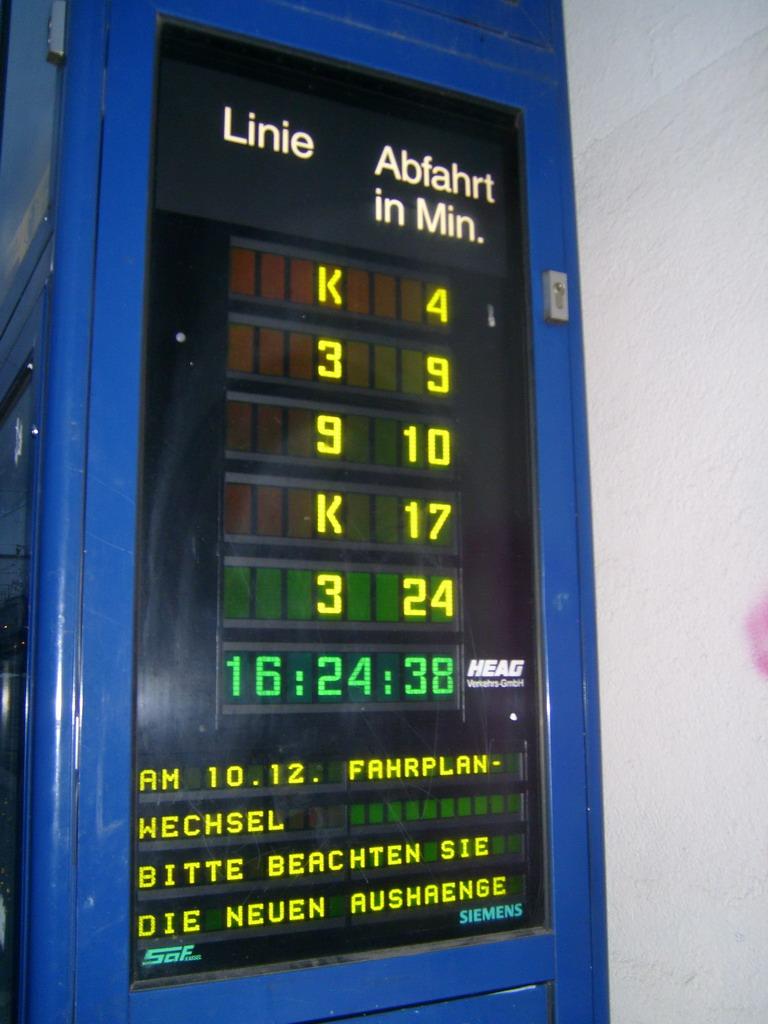 Linie Abfahrt
in Min.
K 4
3 9
9 10
K 17
3 24
16:24:38 HEAG
Verkehrs-GmbH
AM 10.12. FAHRPLAN-
WECHSEL
BITTE BEACHTEN SIE
DIE NEUEN AUSHAENGE
SIEMENS